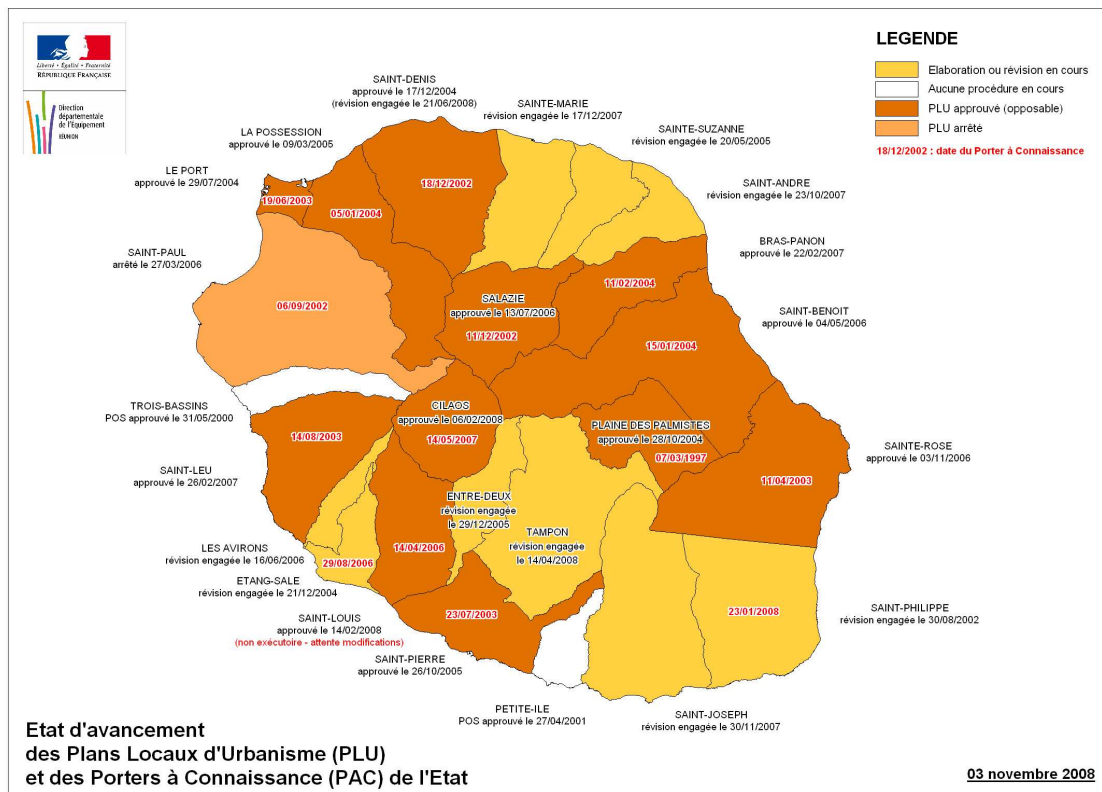 Liberté • Égalité • Fraternité
RÉPUBLIQUE FRANÇAISE
Direction
départementale
de l'Équipement
RÉUNION
LEGENDE
Elaboration ou révision en cours
Aucune procédure en cours
PLU approuvé (opposable)
PLU arrêté
18/12/2002 : date du Porter à Connaissance
SAINT-DENIS
approuvé le 17/12/2004
(révision engagée le 21/06/2008)
SAINTE-MARIE
révision engagée le 17/12/2007
SAINTE-SUZANNE
révision engagée le 20/05/2005
LA POSSESSION
approuvé le 09/03/2005
LE PORT
approuvé le 29/07/2004
SAINT-ANDRE
révision engagée le 23/10/2007
18/12/2002
19/06/2003
05/01/2004
BRAS-PANON
approuvé le 22/02/2007
SAINT-PAUL
arrêté le 27/03/2006
11/02/2004
06/09/2002
SALAZIE
approuvé le 13/07/2006
11/12/2002
SAINT-BENOIT
approuvé le 04/05/2006
15/01/2004
TROIS-BASSINS
POS approuvé le 31/05/2000
CILAOS
approuvé le 06/02/2008
14/05/2007
14/08/2003
PLAINE DES PALMISTES
approuvé le 28/10/2004
07/03/1997
SAINTE-ROSE
approuvé le 03/11/2006
11/04/2003
SAINT-LEU
approuvé le 26/02/2007
ENTRE-DEUX
révision engagée
le 29/12/2005
TAMPON
révision engagée
le 14/04/2008
LES AVIRONS
révision engagée le 16/06/2006
14/04/2006
29/08/2006
ETANG-SALE
révision engagée le 21/12/2004
SAINT-LOUIS
approuvé le 14/02/2008
(non exécutoire - attente modifications)
23/07/2003
23/01/2008
SAINT-PHILIPPE
révision engagée le 30/08/2002
SAINT-PIERRE
approuvé le 26/10/2005
PETITE-ILE
POS approuvé le 27/04/2001
SAINT-JOSEPH
révision engagée le 30/11/2007
Etat d'avancement
des Plans Locaux d'Urbanisme (PLU)
et des Porters à Connaissance (PAC) de l'Etat
03 novembre 2008